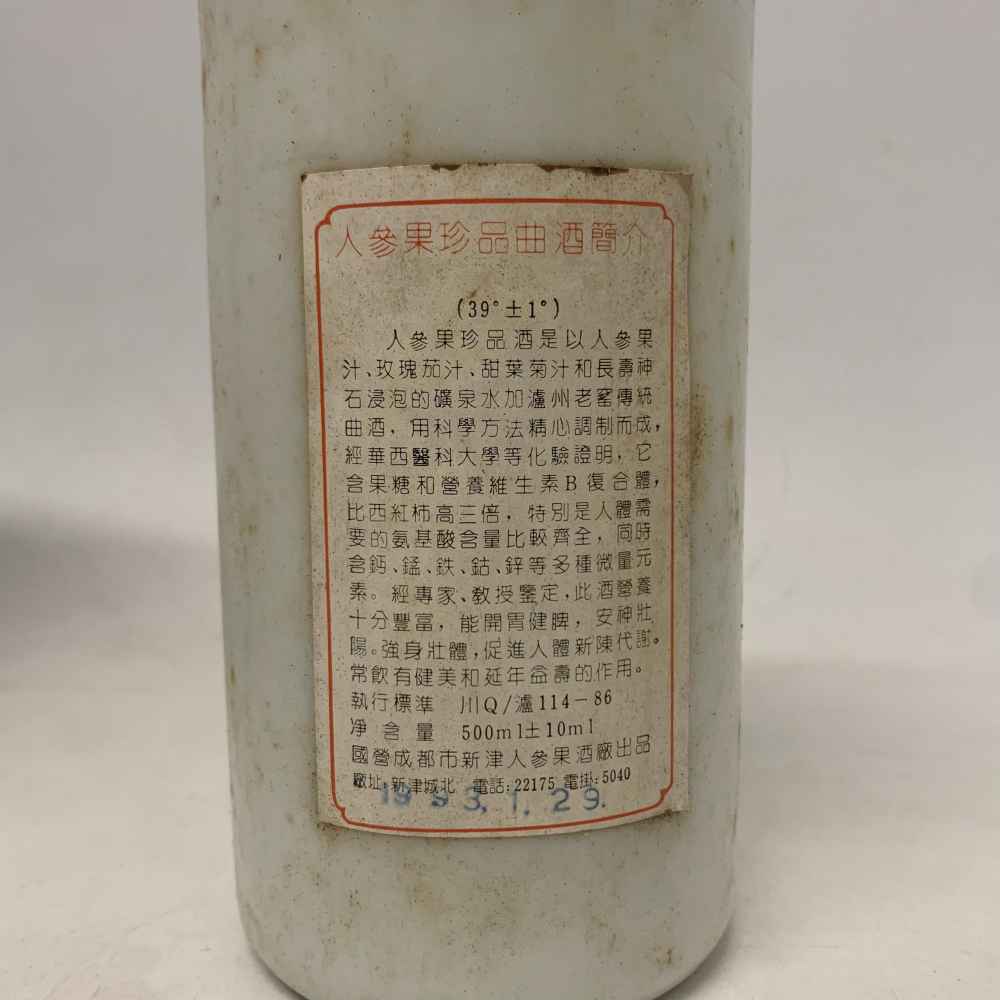 人參果珍品曲酒簡介
(39°±1°)
人參果珍品酒是以人參果
汁、玫瑰茄汁、甜葉菊汁和長壽神
石浸泡的礦泉水加瀘州老窖傳統
曲酒，用科學方法精心調制而成，
經華西醫科大學等化驗證明，它
含果糖和營養維生素B復合體，
比西紅柿高三倍，特別是人體需
要的氨基酸含量比較齊全，同時
含鈣、錳、鉄、鈷、鋅等多種微量元
素。經專家、教授鑒定，此酒營養
十分豐富，能開胃健脾，安神壯
陽。強身壯體，促進人體新陳代謝。
常飲有健美和延年益壽的作用。
執行標準 川Q/瀘114－86
净含量 500ml±10ml
國營成都市新津人參果酒廠出品
廠址：新津城北 電話：22175 電掛：5040
1993.1.29.